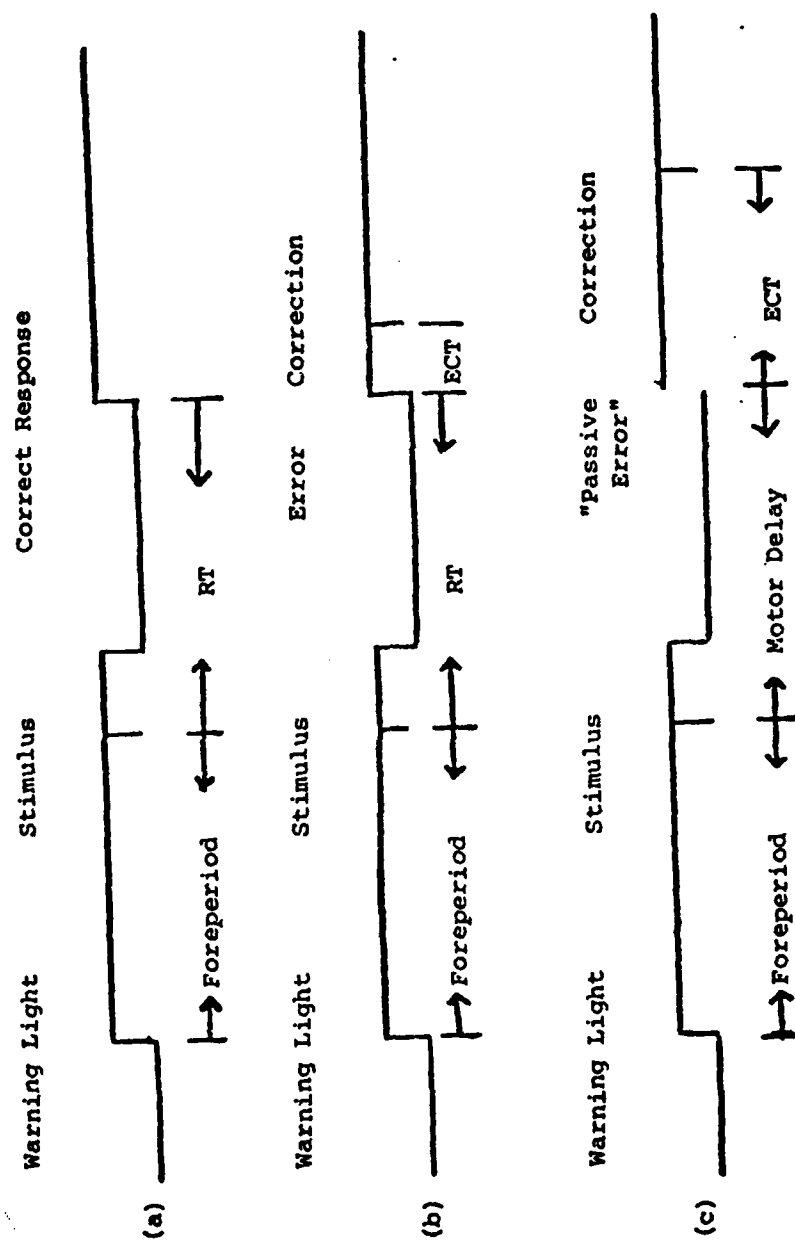 Warning Light Stimulus Correct Response
Foreperiod RT
(a)
Warning Light Stimulus Error Correction
Foreperiod RT ECT
(b)
Warning Light Stimulus "Passive Error" Correction
Foreperiod Motor Delay ECT
(c)